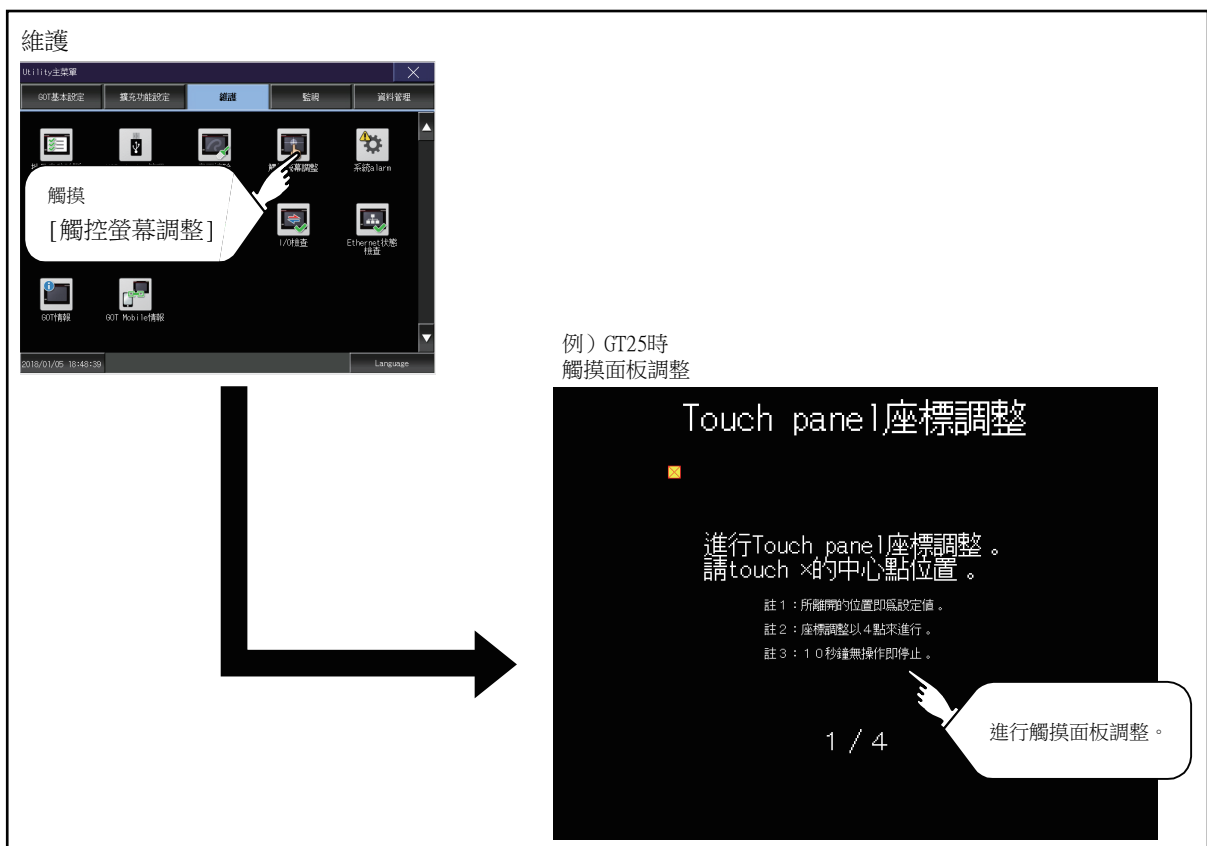 維護
Utility主菜單
GOT基本設定 擴充功能設定 維護 監視 資料管理
系統alarm
觸摸
[觸控螢幕調整]
I/O檢查 Ethernet狀態
檢查
GOT情報 GOT Mobile情報
2018/01/05 18:48:39 Language
例）GT25時
觸摸面板調整
Touch panel座標調整
進行Touch panel座標調整。
請touch ×的中心點位置。
註１：所離開的位置即為設定值。
註２：座標調整以４點來進行。
註３：１０秒鐘無操作即停止。
1 / 4
進行觸摸面板調整。